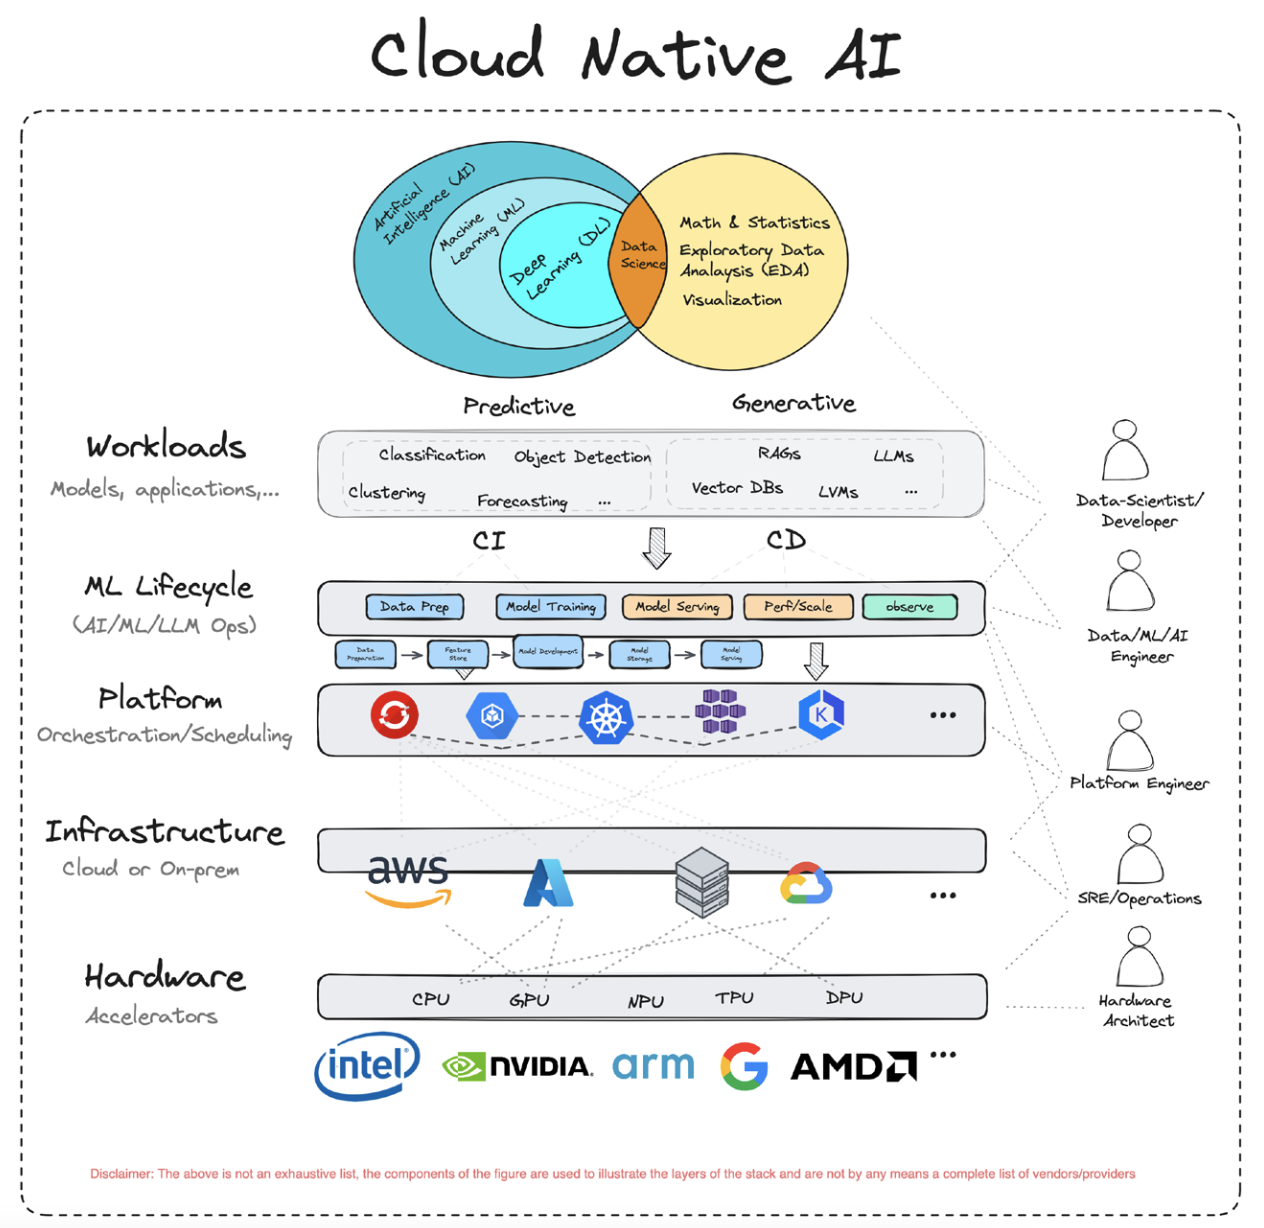 Cloud Native AI
Artificial
Intelligence (AI)
Machine
Learning (ML)
Deep
Learning (DL)
Data
Science
Math & Statistics
Exploratory Data
Analaysis (EDA)
Visualization
Predictive
Generative
Workloads
Models, applications,...
Classification
Object Detection
Clustering
Forecasting
...
RAGs
LLMs
Vector DBs
LVMs
...
Data-Scientist/
Developer
CI
CD
ML Lifecycle
(AI/ML/LLM Ops)
Data Prep
Model Training
Model Serving
Perf/Scale
observe
Data/ML/AI
Engineer
Data
Preparation
Feature
Store
Model Development
Model
Storage
Model
Serving
Platform
Orchestration/Scheduling
K
...
Platform Engineer
Infrastructure
Cloud or On-prem
aws
...
SRE/Operations
Hardware
Accelerators
CPU
GPU
NPU
TPU
DPU
Hardware
Architect
intel
NVIDIA.
arm
G
AMD
...
Disclaimer: The above is not an exhaustive list, the components of the figure are used to illustrate the layers of the stack and are not by any means a complete list of vendors/providers